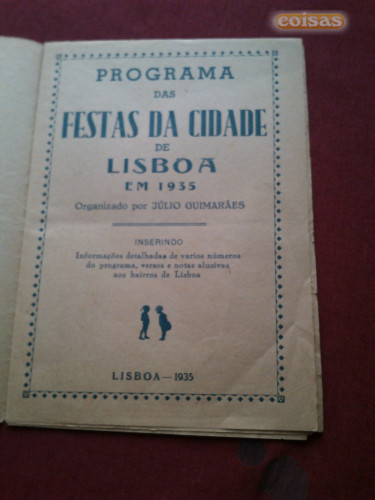 coisas
PROGRAMA
DAS
FESTAS DA CIDADE
DE
LISBOA
EM 1935
Organizado por JÚLIO GUIMARÃES
INSERINDO
Informações detalhadas de varios números
do programa, versos e notas alusivas
aos bairros de Lisboa
LISBOA—1935